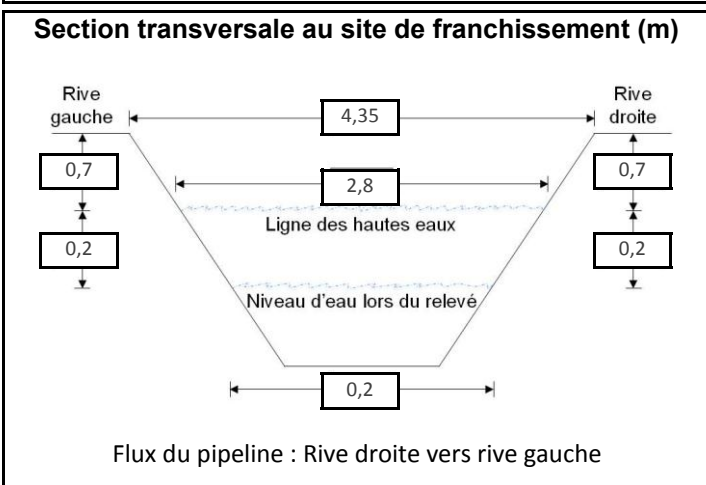 Section transversale au site de franchissement (m)
Rive
gauche
4,35
Rive
droite
0,7
2,8
0,7
Ligne des hautes eaux
0,2
0,2
Niveau d'eau lors du relevé
0,2
Flux du pipeline : Rive droite vers rive gauche